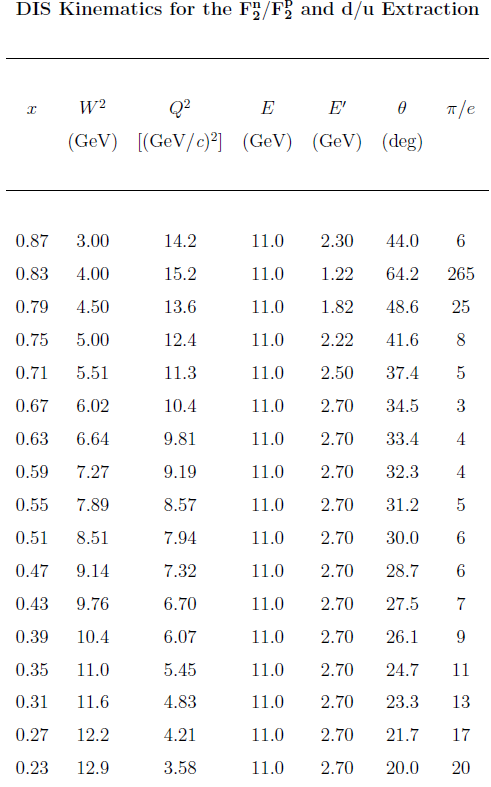 DIS Kinematics for the F₂ⁿ/F₂ᵖ and d/u Extraction
x W² Q² E E′ θ π/e
(GeV) [(GeV/c)²] (GeV) (GeV) (deg)
0.87 3.00 14.2 11.0 2.30 44.0 6
0.83 4.00 15.2 11.0 1.22 64.2 265
0.79 4.50 13.6 11.0 1.82 48.6 25
0.75 5.00 12.4 11.0 2.22 41.6 8
0.71 5.51 11.3 11.0 2.50 37.4 5
0.67 6.02 10.4 11.0 2.70 34.5 3
0.63 6.64 9.81 11.0 2.70 33.4 4
0.59 7.27 9.19 11.0 2.70 32.3 4
0.55 7.89 8.57 11.0 2.70 31.2 5
0.51 8.51 7.94 11.0 2.70 30.0 6
0.47 9.14 7.32 11.0 2.70 28.7 6
0.43 9.76 6.70 11.0 2.70 27.5 7
0.39 10.4 6.07 11.0 2.70 26.1 9
0.35 11.0 5.45 11.0 2.70 24.7 11
0.31 11.6 4.83 11.0 2.70 23.3 13
0.27 12.2 4.21 11.0 2.70 21.7 17
0.23 12.9 3.58 11.0 2.70 20.0 20